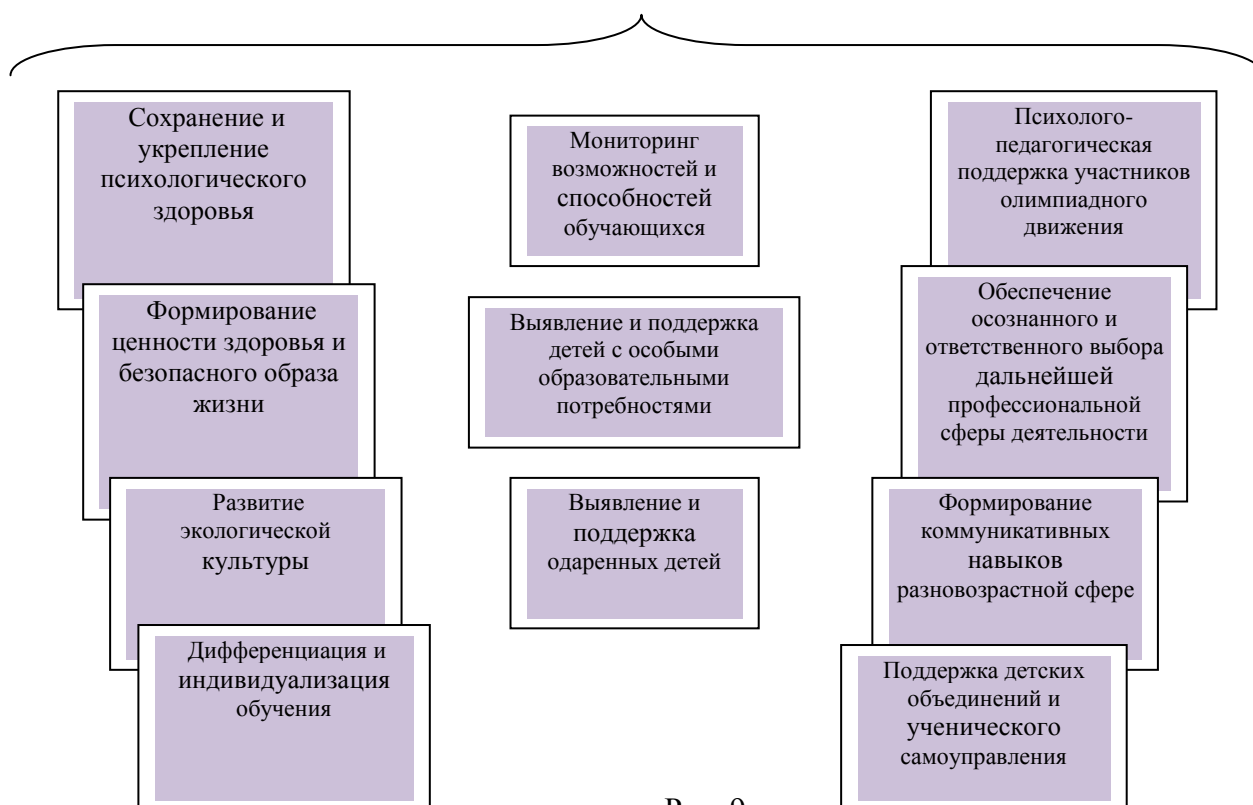 Сохранение и
укрепление
психологического
здоровья
Формирование
ценности здоровья и
безопасного образа
жизни
Развитие
экологической
культуры
Дифференциация и
индивидуализация
обучения
Мониторинг
возможностей и
способностей
обучающихся
Выявление и поддержка
детей с особыми
образовательными
потребностями
Выявление и
поддержка
одаренных детей
Психолого-
педагогическая
поддержка участников
олимпиадного
движения
Обеспечение
осознанного и
ответственного выбора
дальнейшей
профессиональной
сферы деятельности
Формирование
коммуникативных
навыков
разновозрастной сфере
Поддержка детских
объединений и
ученического
самоуправления